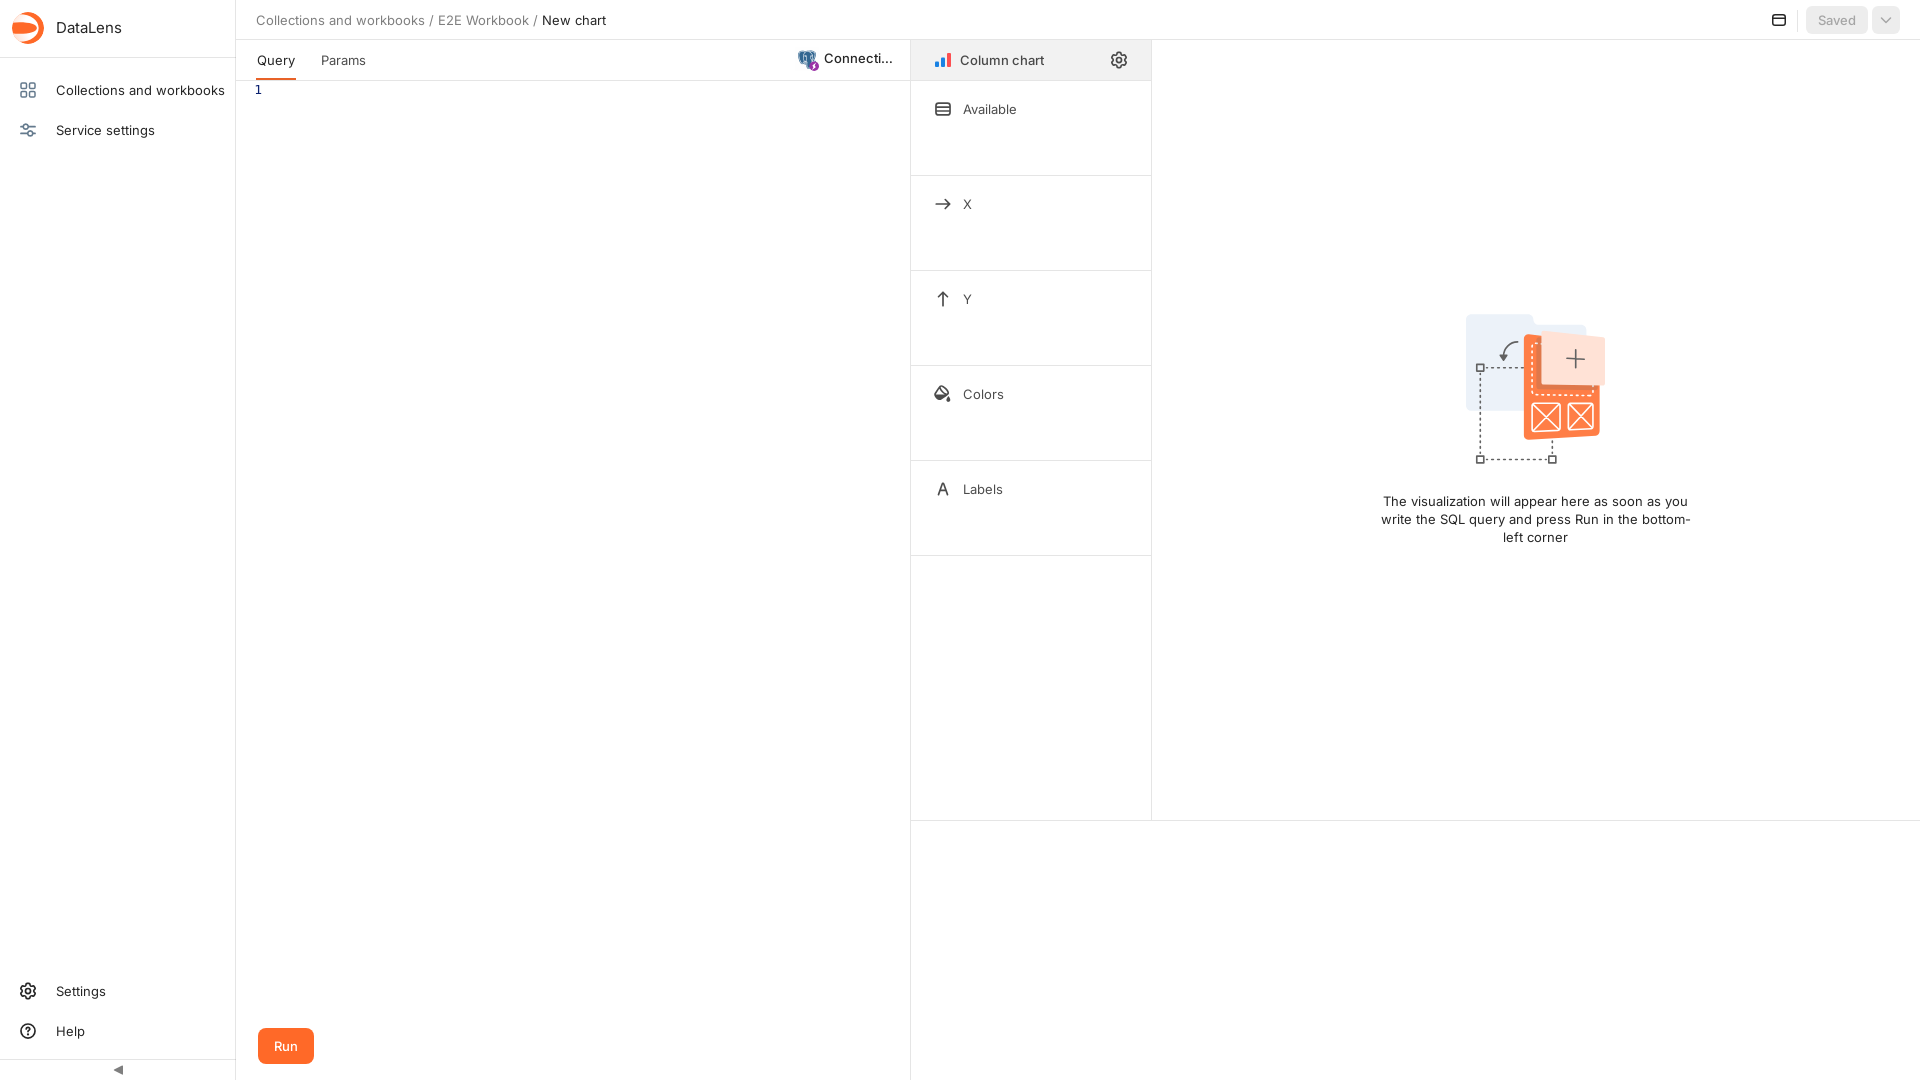 DataLens
Collections and workbooks
Service settings
Settings
Help
Collections and workbooks / E2E Workbook / New chart
Saved
Query
Params
Connecti...
1
Run
Column chart
Available
X
Y
Colors
Labels
The visualization will appear here as soon as you
write the SQL query and press Run in the bottom-
left corner